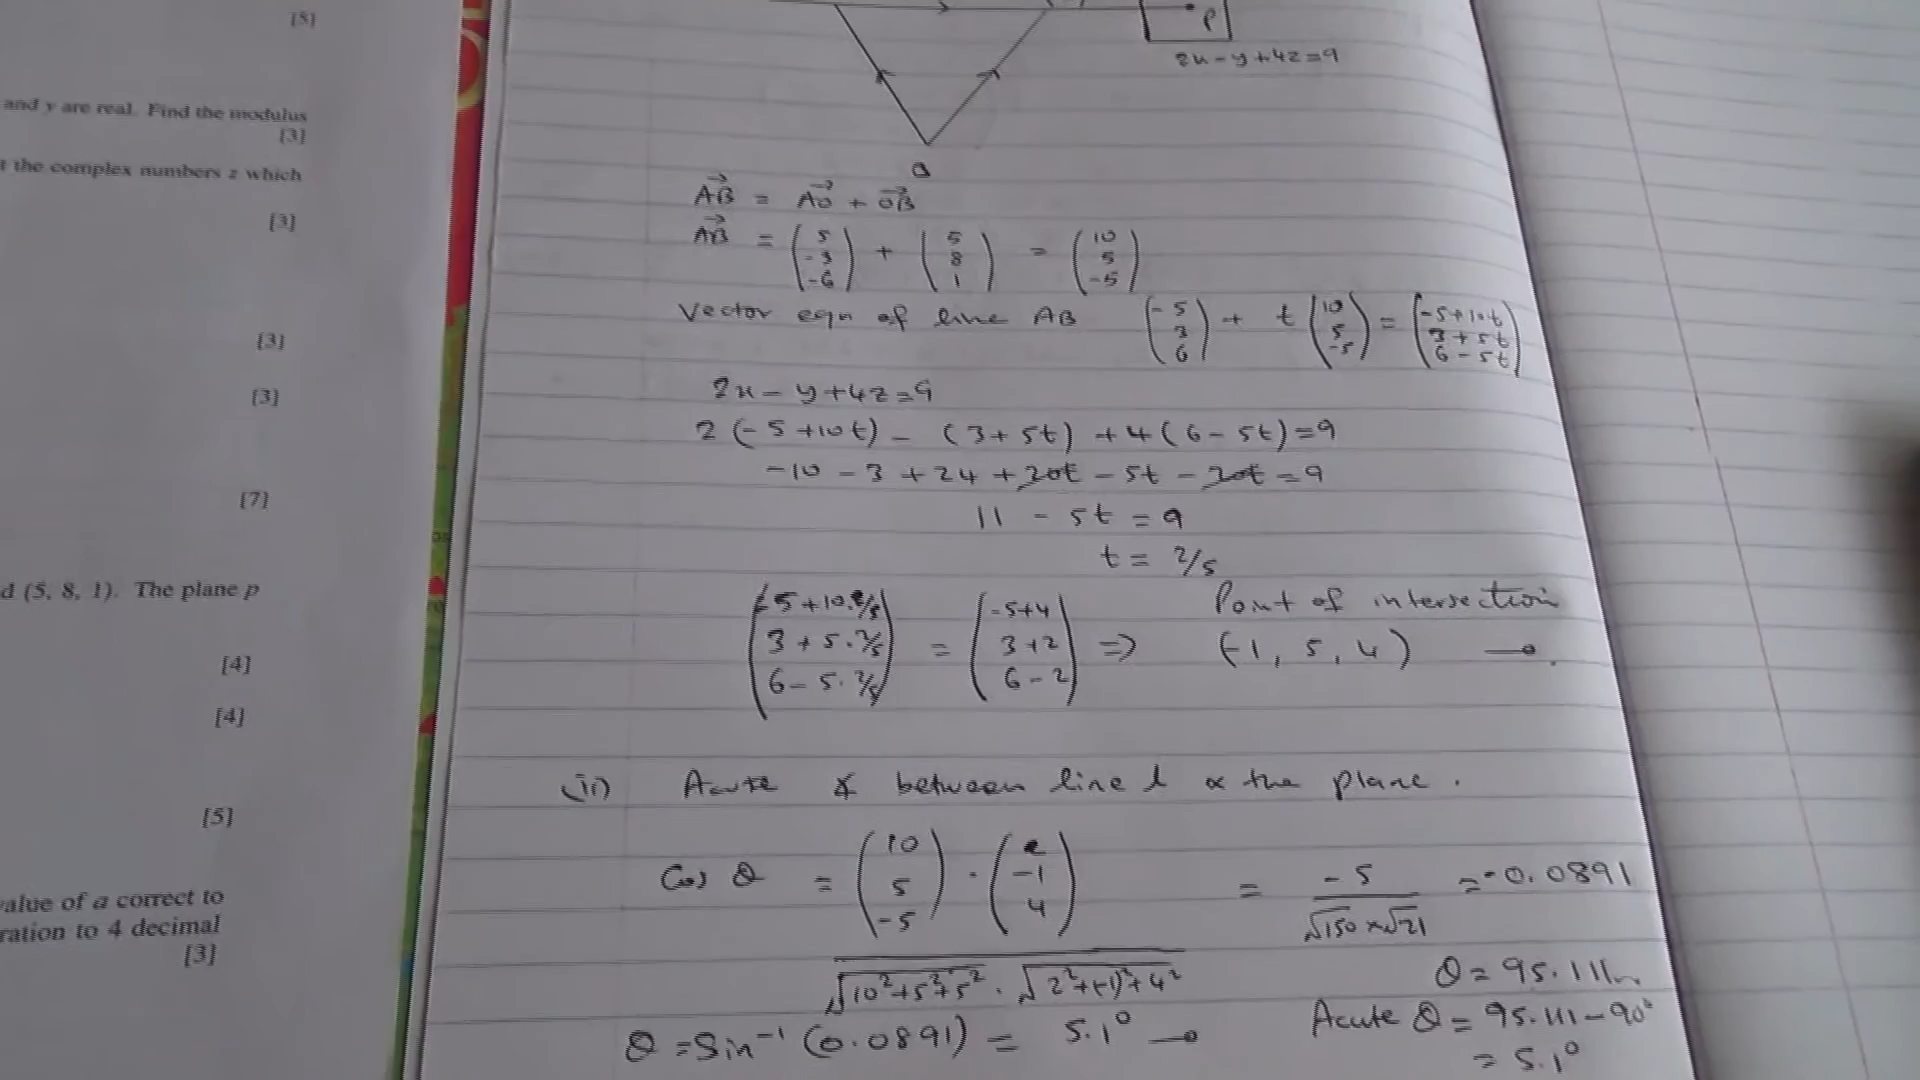 [5]
and y are real. Find the modulus
[3]
the complex numbers z which
[3]
[3]
[3]
[7]
d (5, 8, 1). The plane p
[4]
[4]
[5]
value of a correct to
ration to 4 decimal
[3]
P
2x - y + 4z = 9
O
AB = AO + OB
AB = (5 -3 -6) + (5 8 1) = (10 5 -5)
Vector eqn of line AB (-5 3 6) + t (10 5 -5) = (-5+10t 3+5t 6-5t)
2x - y + 4z = 9
2(-5+10t) - (3+5t) + 4(6-5t) = 9
-10 - 3 + 24 + 20t - 5t - 20t = 9
11 - 5t = 9
t = 2/5
(-5+10.2/5 3+5.2/5 6-5.2/5) = (-5+4 3+2 6-2) ⇒ Point of intersection
(-1, 5, 4)
(ii) Acute ∡ between line l & the plane.
Cos θ = (10 5 -5) . (2 -1 4) / √10²+5²+5² . √2²+(-1)²+4² = -5 / √150 × √21 = -0.0891
θ = 95.111
Acute θ = 95.111 - 90°
= 5.1°
θ = Sin⁻¹ (0.0891) = 5.1°